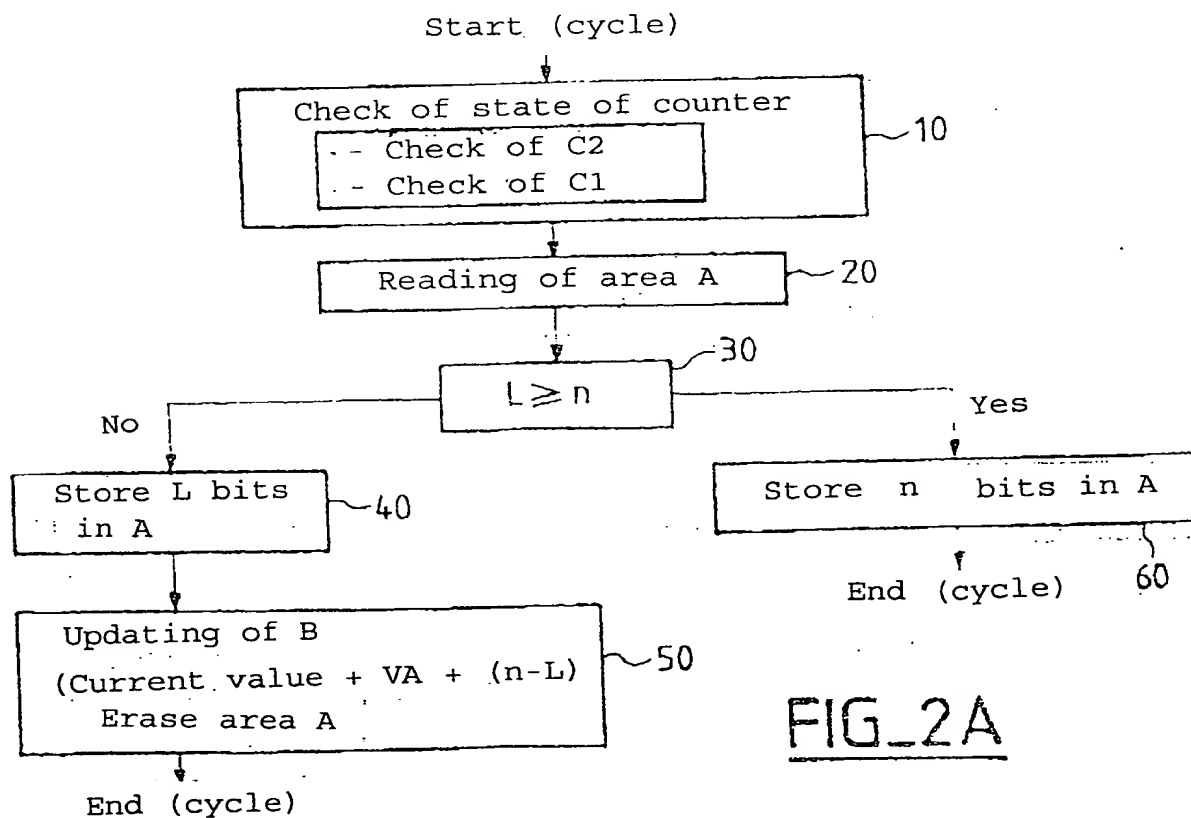 Start (cycle)
Check of state of counter
- Check of C2
- Check of C1
10
Reading of area A
20
30
L ⩾ n
No
Yes
Store L bits
in A
40
Store n bits in A
60
End (cycle)
Updating of B
(Current value + VA + (n-L)
Erase area A
50
End (cycle)
FIG_2A